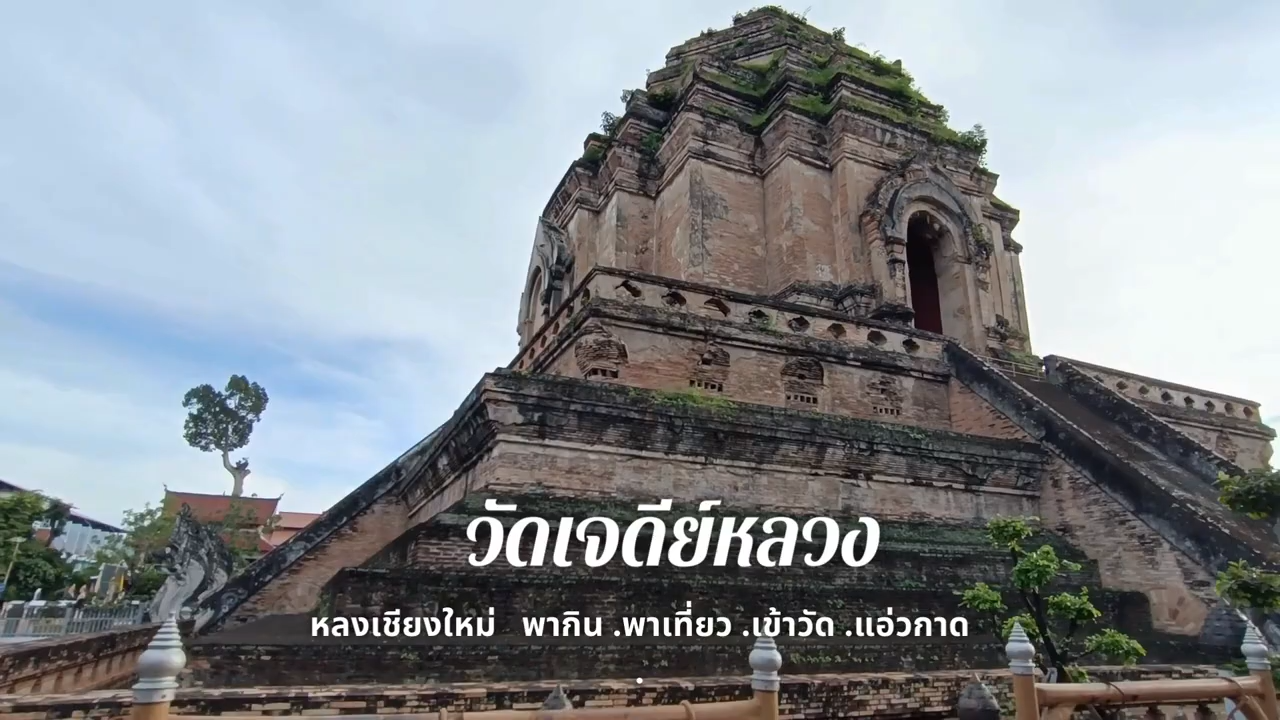 วัดเจดีย์หลวง
หลงเชียงใหม่ พากิน .พาเที่ยว .เข้าวัด .แอ่วกาด